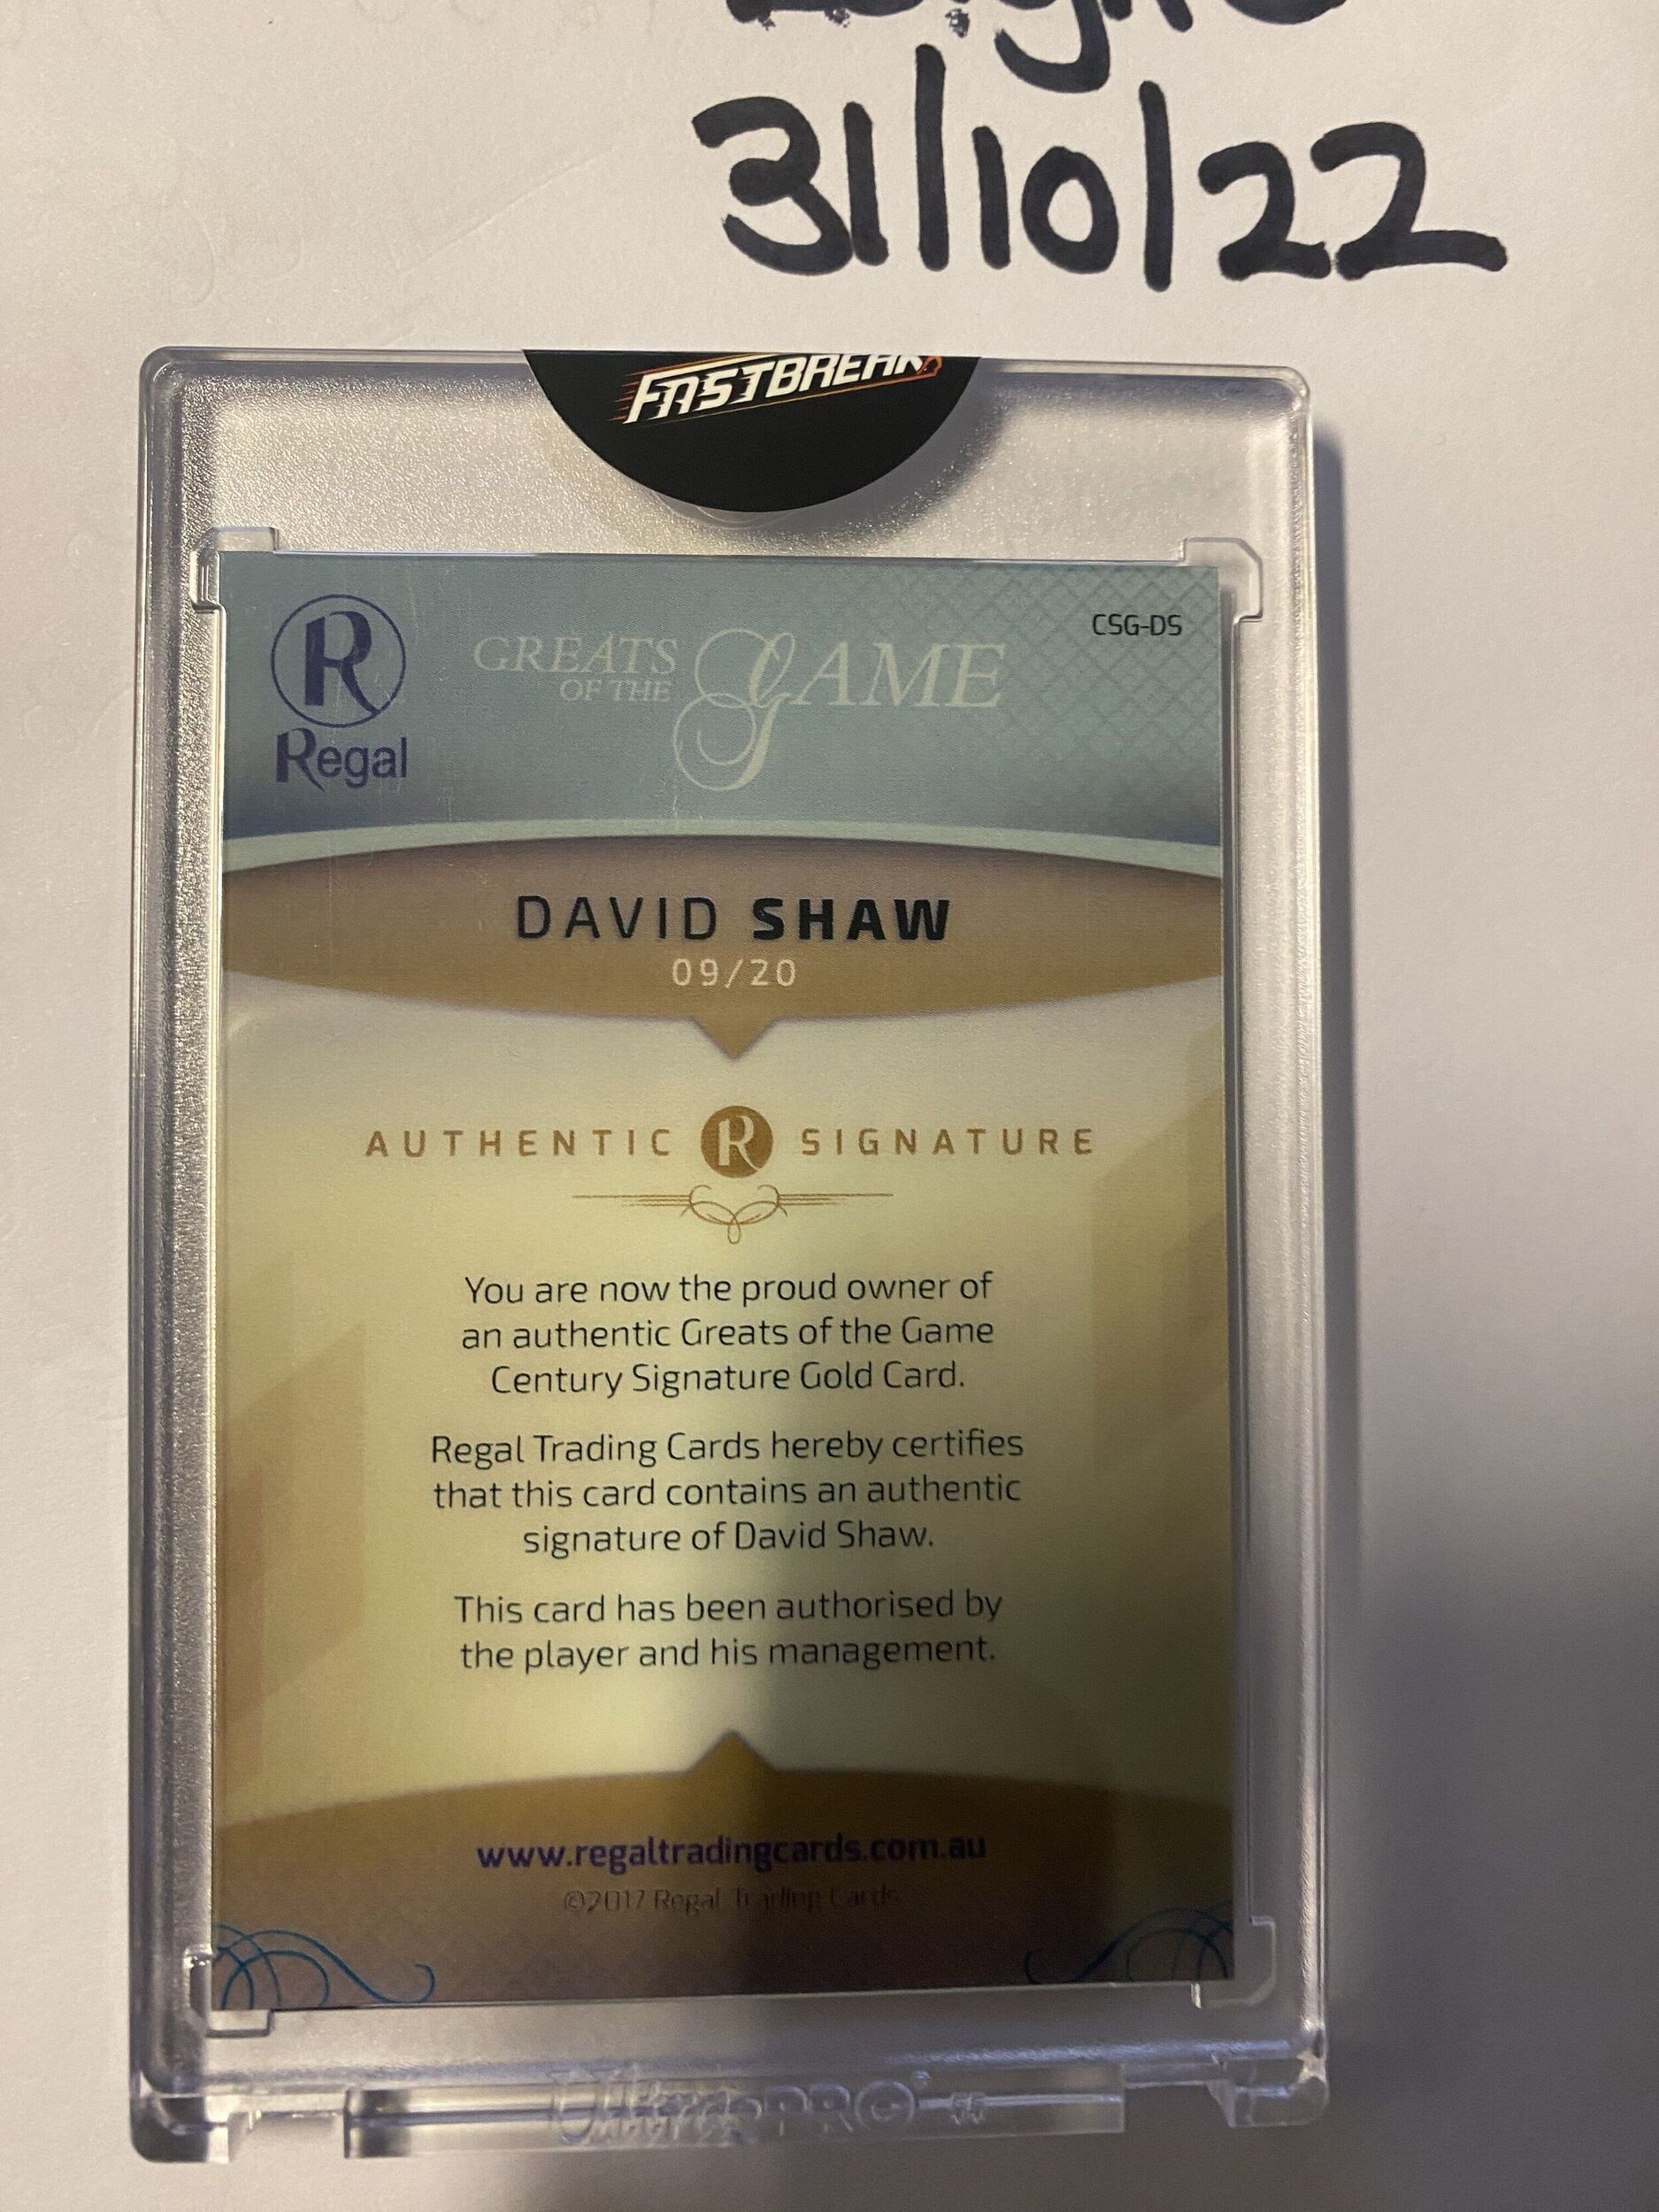 31/10/22
FASTBREAK
R
Regal
GREATS
OF THE
GAME
CSG-DS
DAVID SHAW
09/20
AUTHENTIC R SIGNATURE
You are now the proud owner of
an authentic Greats of the Game
Century Signature Gold Card.
Regal Trading Cards hereby certifies
that this card contains an authentic
signature of David Shaw.
This card has been authorised by
the player and his management.
www.regaltradingcards.com.au
©2017 Regal Trading Cards
Ultra•PRO® 55